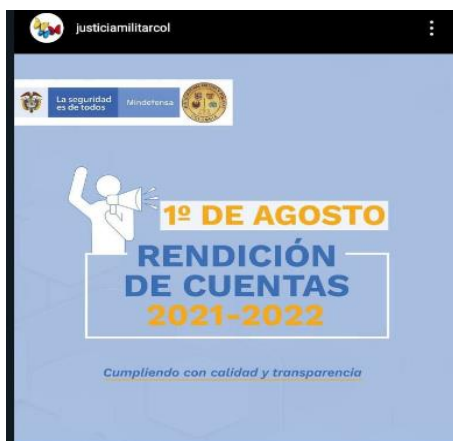 justiciamilitarcol
La seguridad
es de todos
Mindefensa
1º DE AGOSTO
RENDICIÓN
DE CUENTAS
2021-2022
Cumpliendo con calidad y transparencia